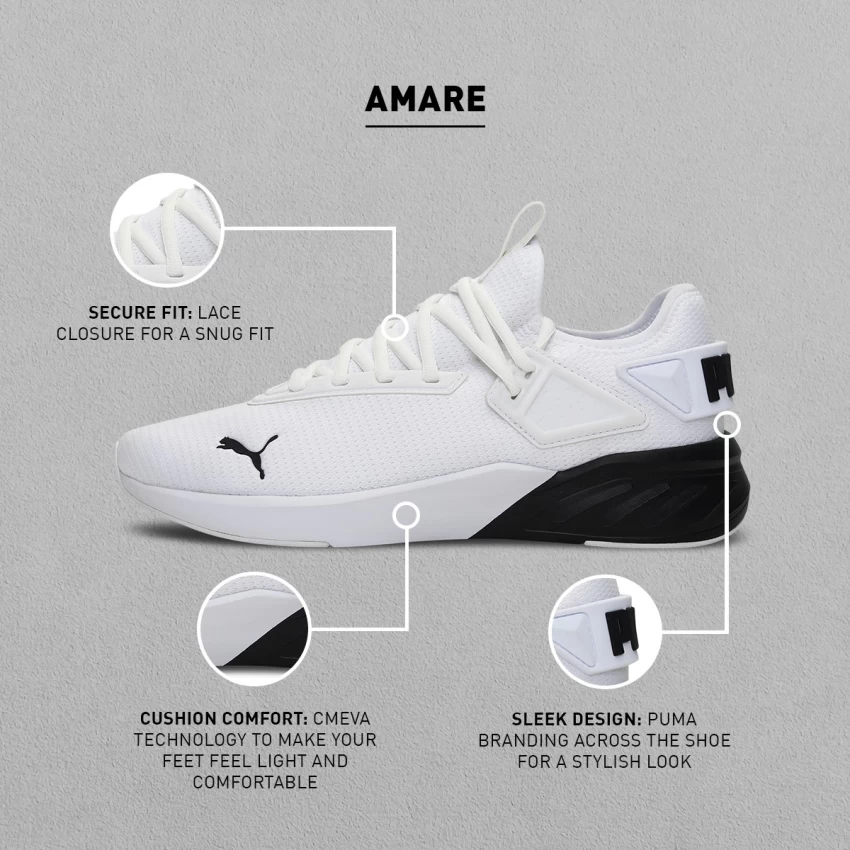 AMARE
SECURE FIT: LACE
CLOSURE FOR A SNUG FIT
CUSHION COMFORT: CMEVA
TECHNOLOGY TO MAKE YOUR
FEET FEEL LIGHT AND
COMFORTABLE
SLEEK DESIGN: PUMA
BRANDING ACROSS THE SHOE
FOR A STYLISH LOOK